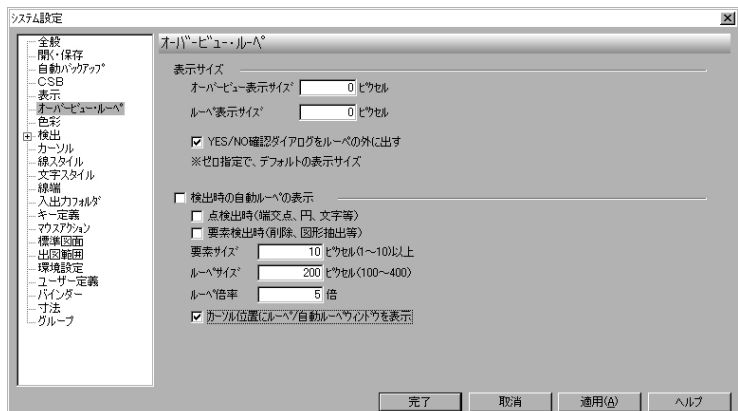 システム設定
全般
開く・保存
自動バックアップ
CSB
表示
オーバービュー・ルーペ
色彩
検出
カーソル
線スタイル
文字スタイル
線端
入出力フォルダ
キー定義
マウスアクション
標準図面
出図範囲
環境設定
ユーザー定義
バインダー
寸法
グループ
オーバービュー・ルーペ
表示サイズ
オーバービュー表示サイズ 0 ピクセル
ルーペ表示サイズ 0 ピクセル
YES/NO確認ダイアログをルーペの外に出す
※ゼロ指定で、デフォルトの表示サイズ
検出時の自動ルーペの表示
点検出時(端交点、円、文字等)
要素検出時(削除、図形抽出等)
要素サイズ 10 ピクセル(1～10)以上
ルーペサイズ 200 ピクセル(100～400)
ルーペ倍率 5 倍
カーソル位置にルーペ/自動ルーペウィンドウを表示
完了 取消 適用(A) ヘルプ